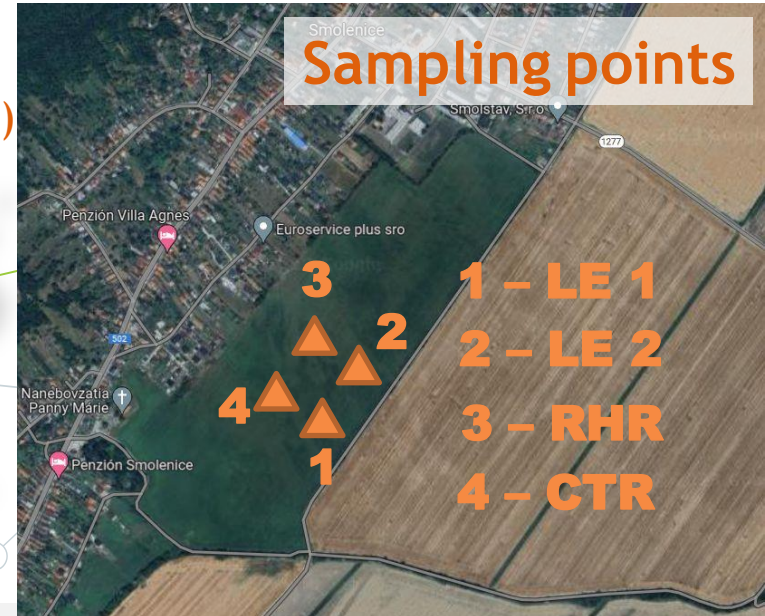 Smolenice
Sampling points
)
Smolstav, S.r.o
1277
Penzión Villa Agnes
Euroservice plus sro
3
1 – LE 1
2
2 – LE 2
502
Nanebovzatia
Panny Márie
4
3 – RHR
1
4 – CTR
Penzión Smolenice